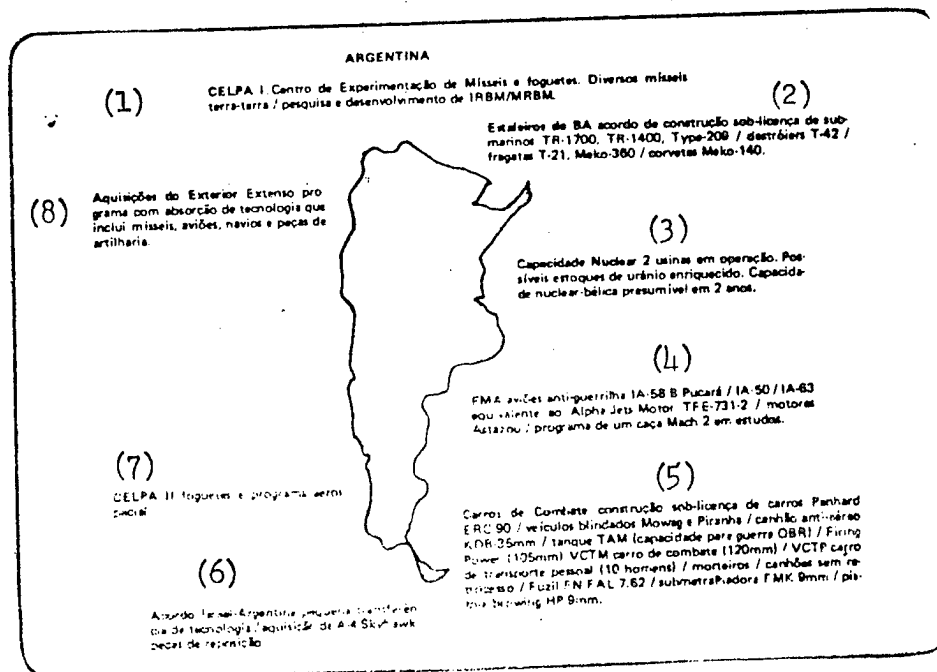 ARGENTINA
(1)
CELPA I Centro de Experimentação de Mísseis e foguetes. Diversos mísseis
terra-terra / pesquisa e desenvolvimento de IRBM/MRBM.
(2)
Estaleiros de BA acordo de construção sob-licença de sub-
marinos TR-1700, TR-1400, Type-209 / destróiers T-42 /
fragatas T-21, Meko-360 / corvetas Meko-140.
(8)
Aquisições do Exterior Extenso pro
grama com absorção de tecnologia que
inclui mísseis, aviões, navios e peças de
artilharia.
(3)
Capacidade Nuclear 2 usinas em operação. Pos-
síveis estoques de urânio enriquecido. Capacida-
de nuclear-bélica presumível em 2 anos.
(4)
FMA aviões anti-guerrilha IA-58 B Pucará / IA-50 / IA-63
equivalente ao Alpha Jets Motor TFE-731-2 / motores
Astazou / programa de um caça Mach 2 em estudos.
(7)
CELPA II foguetes e programa aeros
pacial
(5)
Carros de Combate construção sob-licença de carros Panhard
ERC 90 / veículos blindados Mowag e Piranha / canhão anti-aéreo
KDB-35mm / tanque TAM (capacidade para guerra QBR) / Firing
Power (105mm) VCTM carro de combate (120mm) / VCTP carro
de transporte pessoal (10 homens) / morteiros / canhões sem re-
/ Fuzil FN FAL 7.62 / submetralhadora FMK 9mm / pis-
HP 9mm.
(6)
Acordo Israel-Argentina pequena transferên
cia de tecnologia / aquisição de A-4 Skyhawk
peças de reposição